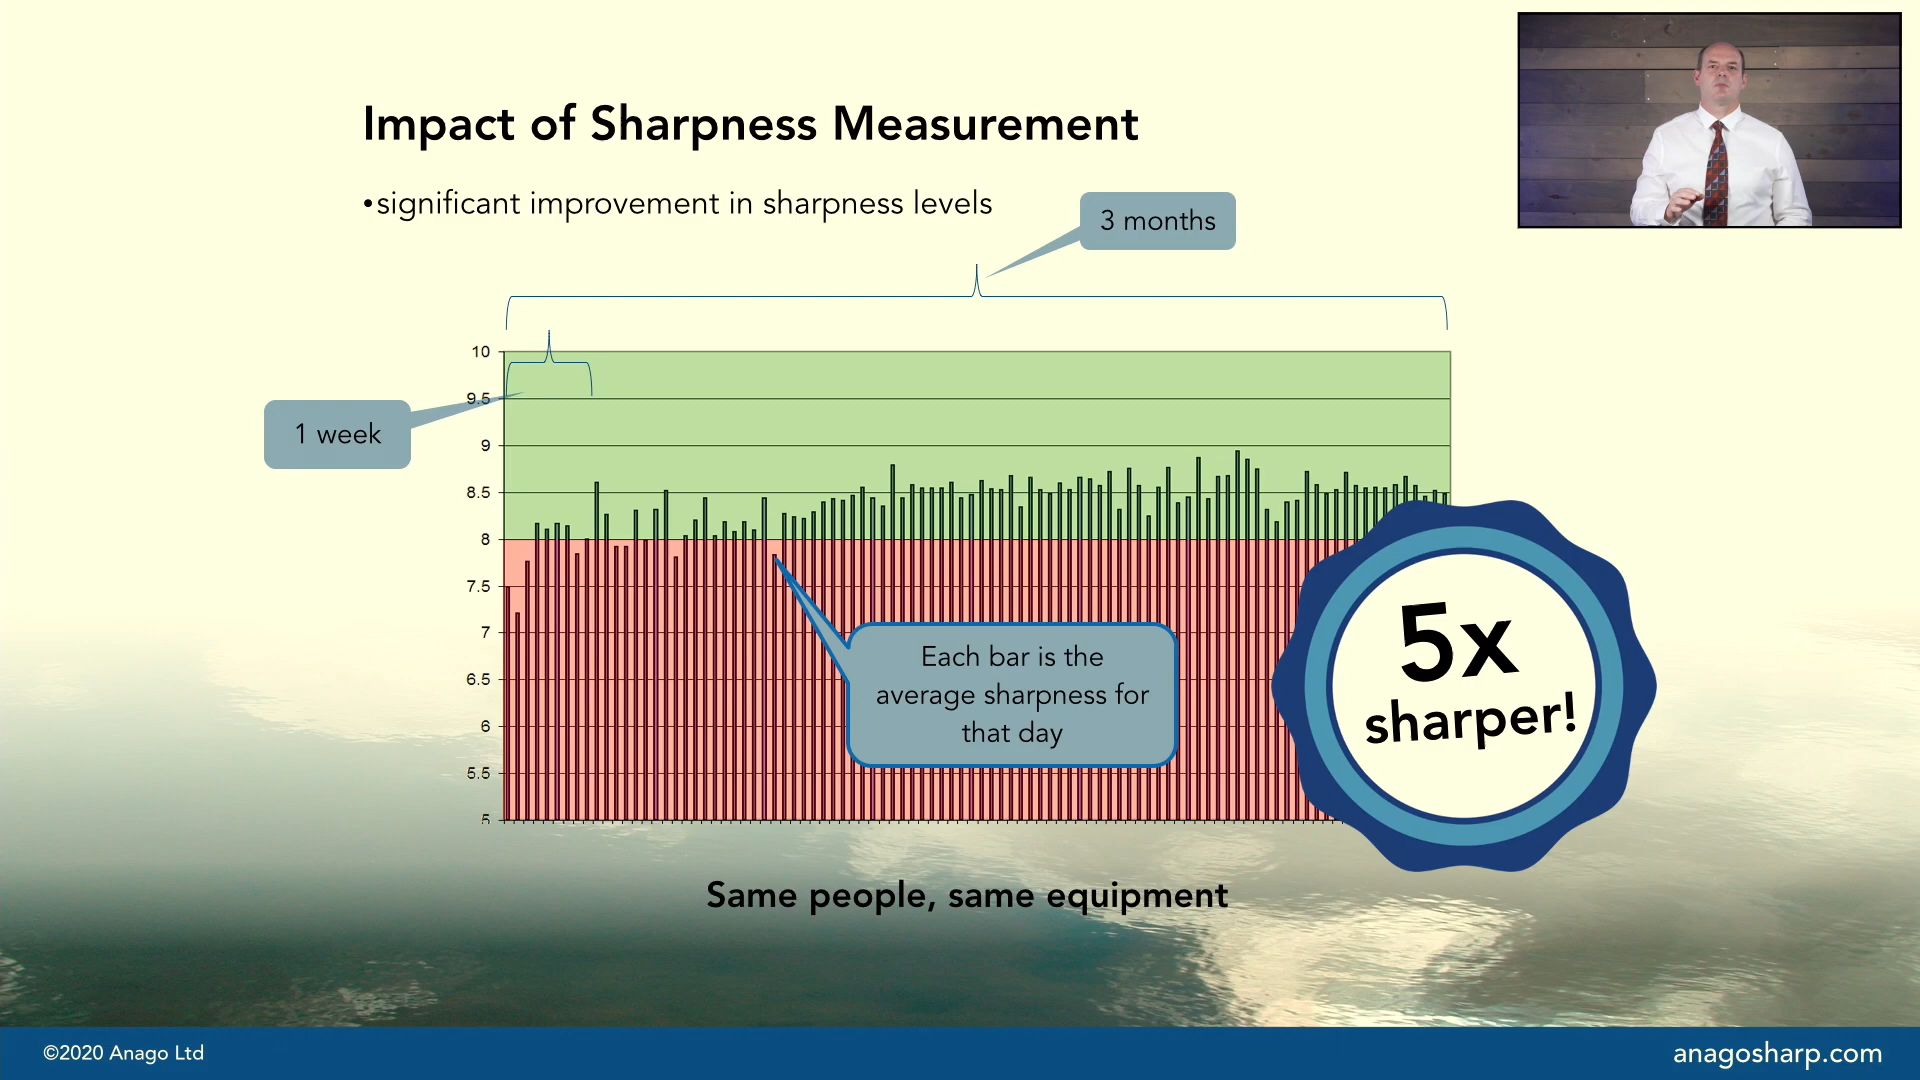 Impact of Sharpness Measurement
•significant improvement in sharpness levels
3 months
1 week
10
9.5
9
8.5
8
7.5
7
6.5
6
5.5
5
Each bar is the
average sharpness for
that day
5x
sharper!
Same people, same equipment
©2020 Anago Ltd
anagosharp.com